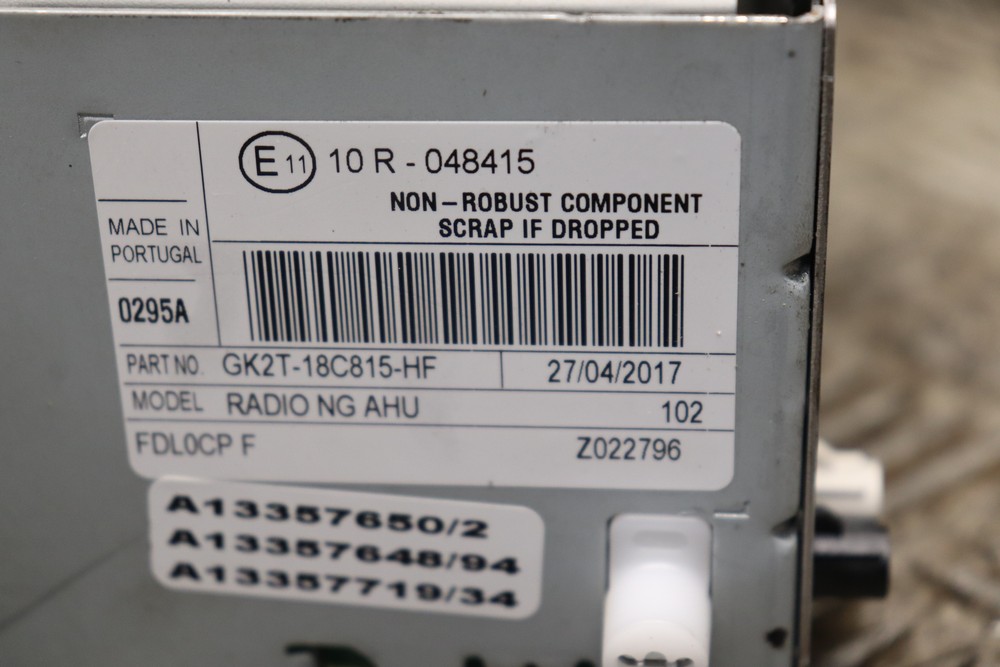 E 11 10 R - 048415
NON-ROBUST COMPONENT
SCRAP IF DROPPED
MADE IN
PORTUGAL
0295A
PART NO. GK2T-18C815-HF 27/04/2017
MODEL RADIO NG AHU 102
FDL0CP F Z022796
A13357650/2
A13357648/94
A13357719/34